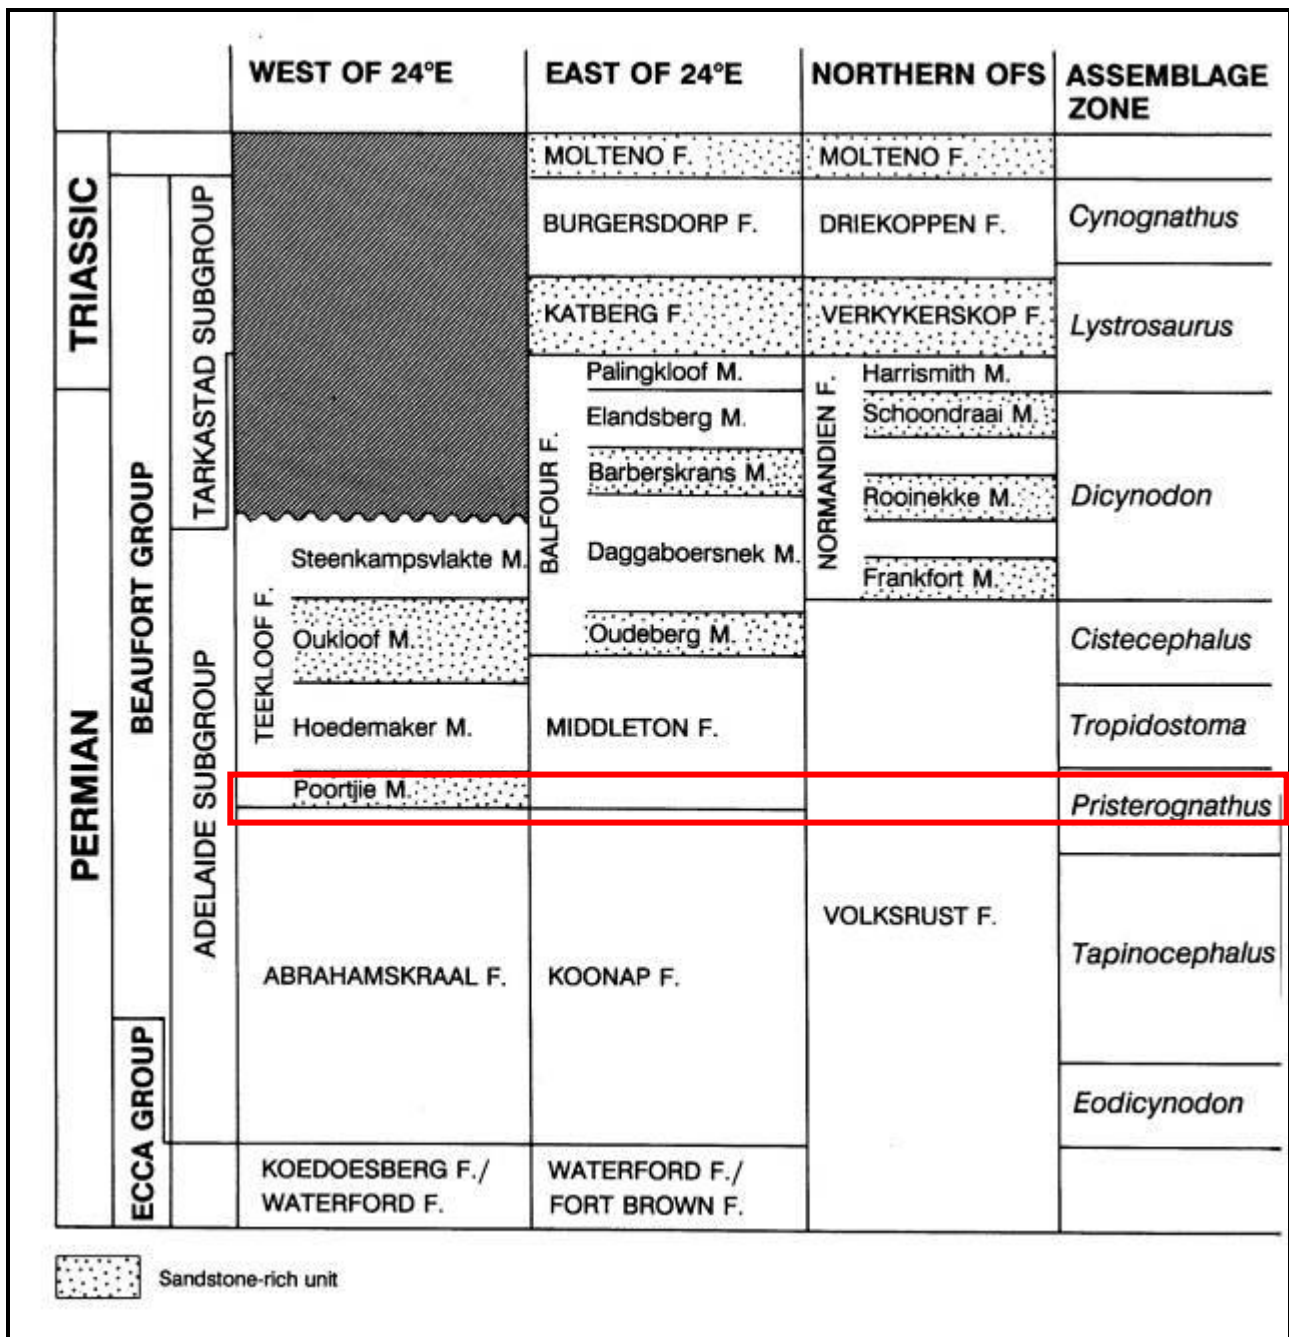 WEST OF 24°E
EAST OF 24°E
NORTHERN OFS
ASSEMBLAGE
ZONE
TRIASSIC
PERMIAN
BEAUFORT GROUP
ECCA GROUP
TARKASTAD SUBGROUP
ADELAIDE SUBGROUP
TEEKLOOF F.
Steenkampsvlakte M.
Oukloof M.
Hoedemaker M.
Poortjie M.
ABRAHAMSKRAAL F.
KOEDOESBERG F./
WATERFORD F.
MOLTENO F.
BURGERSDORP F.
KATBERG F.
BALFOUR F.
Palingkloof M.
Elandsberg M.
Barberskrans M.
Daggaboersnek M.
Oudeberg M.
MIDDLETON F.
KOONAP F.
WATERFORD F./
FORT BROWN F.
MOLTENO F.
DRIEKOPPEN F.
VERKYKERSKOP F.
NORMANDIEN F.
Harrismith M.
Schoondraai M.
Rooinekke M.
Frankfort M.
VOLKSRUST F.
Cynognathus
Lystrosaurus
Dicynodon
Cistecephalus
Tropidostoma
Pristerognathus
Tapinocephalus
Eodicynodon
Sandstone-rich unit